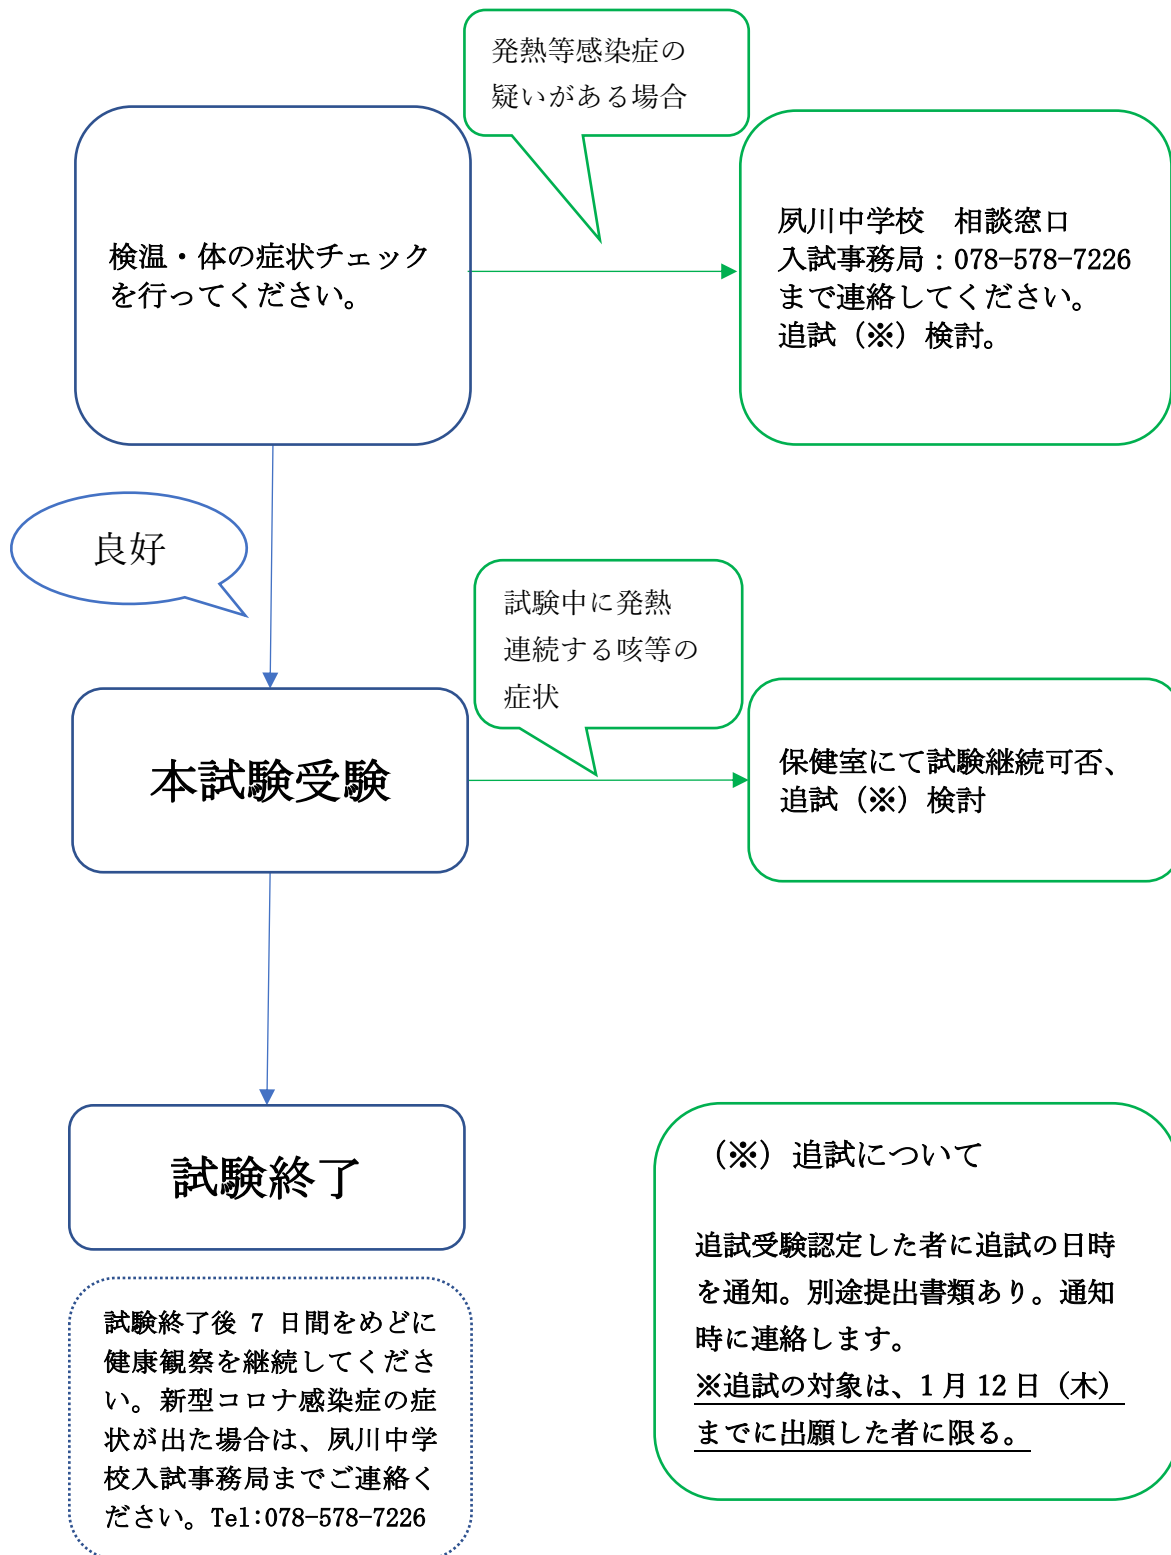 発熱等感染症の
疑いがある場合
検温・体の症状チェック
を行ってください。
夙川中学校　相談窓口
入試事務局：078-578-7226
まで連絡してください。
追試（※）検討。
良好
試験中に発熱
連続する咳等の
症状
本試験受験
保健室にて試験継続可否、
追試（※）検討
試験終了
試験終了後 7 日間をめどに
健康観察を継続してくださ
い。新型コロナ感染症の症
状が出た場合は、夙川中学
校入試事務局までご連絡く
ださい。Tel:078-578-7226
（※）追試について
追試受験認定した者に追試の日時
を通知。別途提出書類あり。通知
時に連絡します。
※追試の対象は、1 月 12 日（木）
までに出願した者に限る。